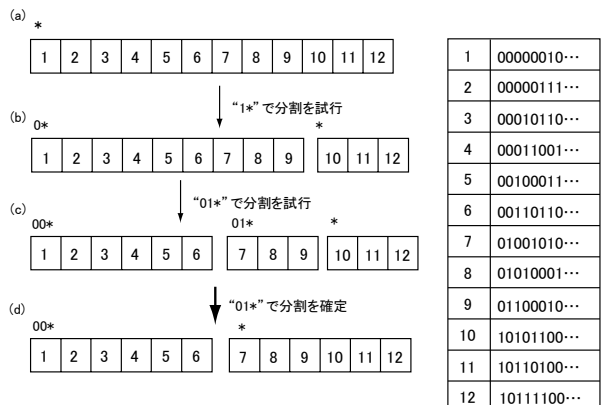 (a)
*
1 2 3 4 5 6 7 8 9 10 11 12
“1*”で分割を試行
(b)
0* *
1 2 3 4 5 6 7 8 9 10 11 12
“01*”で分割を試行
(c)
00* 01* *
1 2 3 4 5 6 7 8 9 10 11 12
“01*”で分割を確定
(d)
00* *
1 2 3 4 5 6 7 8 9 10 11 12
1 00000010…
2 00000111…
3 00010110…
4 00011001…
5 00100011…
6 00110110…
7 01001010…
8 01010001…
9 01100010…
10 10101100…
11 10110100…
12 10111100…